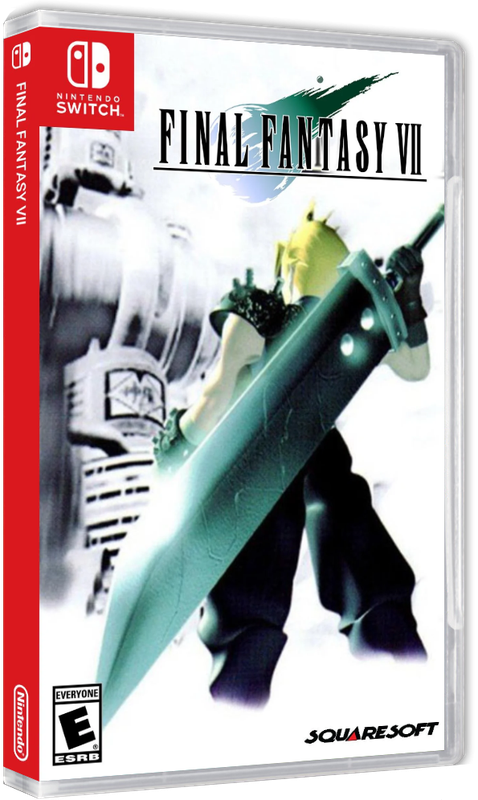 NINTENDO
SWITCH
FINAL FANTASY VII
FINAL FANTASY VII
EVERYONE
E
ESRB
SQUARESOFT
Nintendo